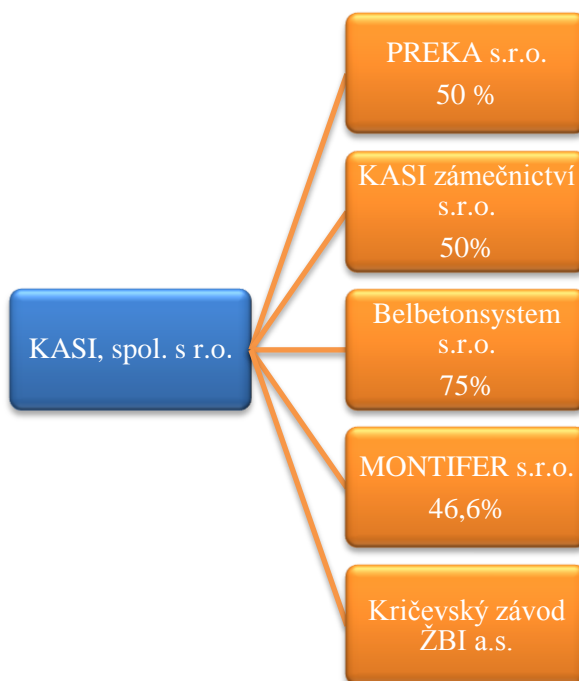 KASI, spol. s r.o.
PREKA s.r.o.
50 %
KASI zámečnictví
s.r.o.
50%
Belbetonsystem
s.r.o.
75%
MONTIFER s.r.o.
46,6%
Kričevský závod
ŽBI a.s.